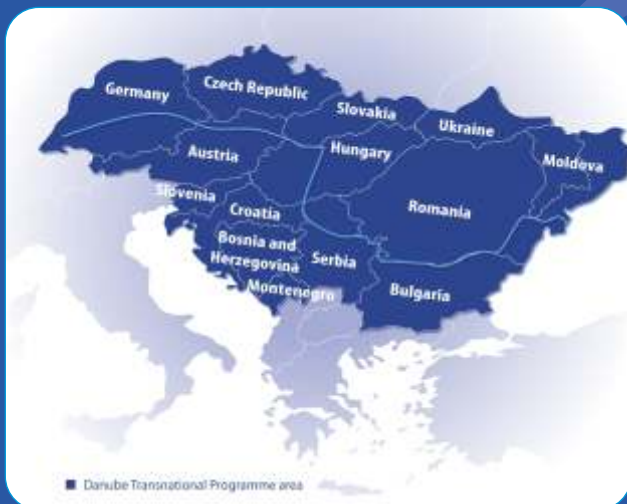 Czech Republic
Germany
Slovakia
Ukraine
Hungary
Moldova
Austria
Slovenia
Croatia
Romania
Bosnia and
Herzegovina
Serbia
Montenegro
Bulgaria
Danube Transnational Programme area